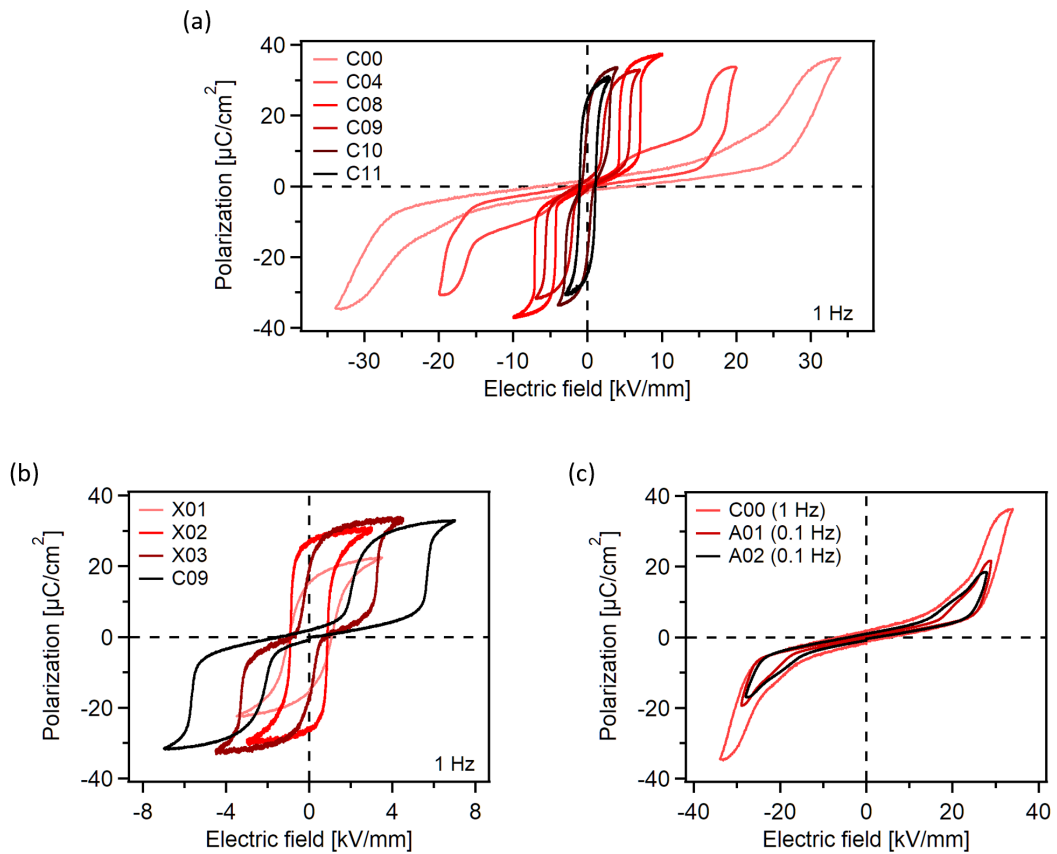 (a)
40
20
0
-20
-40
Polarization [µC/cm²]
C00
C04
C08
C09
C10
C11
1 Hz
-30
-20
-10
0
10
20
30
Electric field [kV/mm]
(b)
40
20
0
-20
-40
Polarization [µC/cm²]
X01
X02
X03
C09
1 Hz
-8
-4
0
4
8
Electric field [kV/mm]
(c)
40
20
0
-20
-40
Polarization [µC/cm²]
C00 (1 Hz)
A01 (0.1 Hz)
A02 (0.1 Hz)
-40
-20
0
20
40
Electric field [kV/mm]